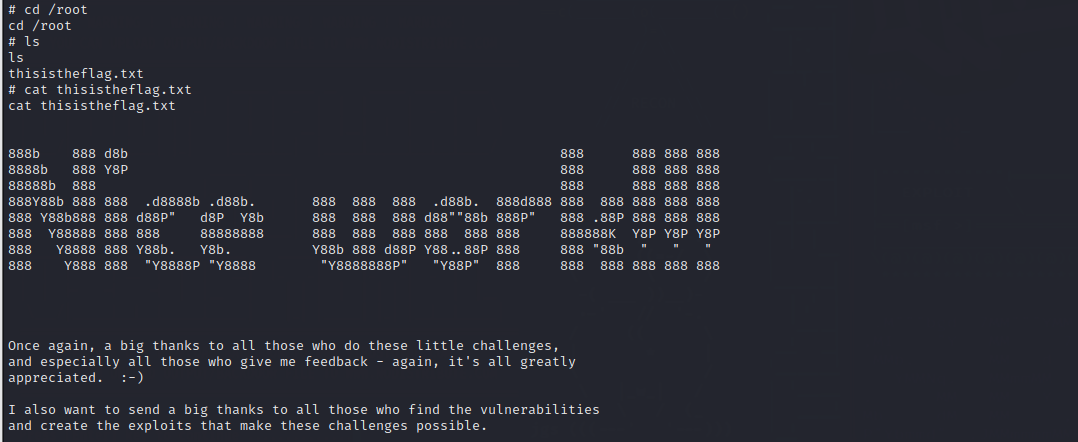 # cd /root
cd /root
# ls
ls
thisistheflag.txt
# cat thisistheflag.txt
cat thisistheflag.txt
888b    888 d8b                                                      888      888 888 888
8888b   888 Y8P                                                      888      888 888 888
88888b  888                                                          888      888 888 888
888Y88b 888 888  .d8888b .d88b.       888  888  888  .d88b.  888d888 888  888 888 888 888
888 Y88b888 888 d88P"   d8P  Y8b      888  888  888 d88""88b 888P"   888 .88P 888 888 888
888  Y88888 888 888     88888888      888  888  888 888  888 888     888888K  Y8P Y8P Y8P
888   Y8888 888 Y88b.   Y8b.          Y88b 888 d88P Y88..88P 888     888 "88b  "   "   "
888    Y888 888  "Y8888P "Y8888        "Y8888888P"   "Y88P"  888     888  888 888 888 888
Once again, a big thanks to all those who do these little challenges,
and especially all those who give me feedback - again, it's all greatly
appreciated.  :-)
I also want to send a big thanks to all those who find the vulnerabilities
and create the exploits that make these challenges possible.